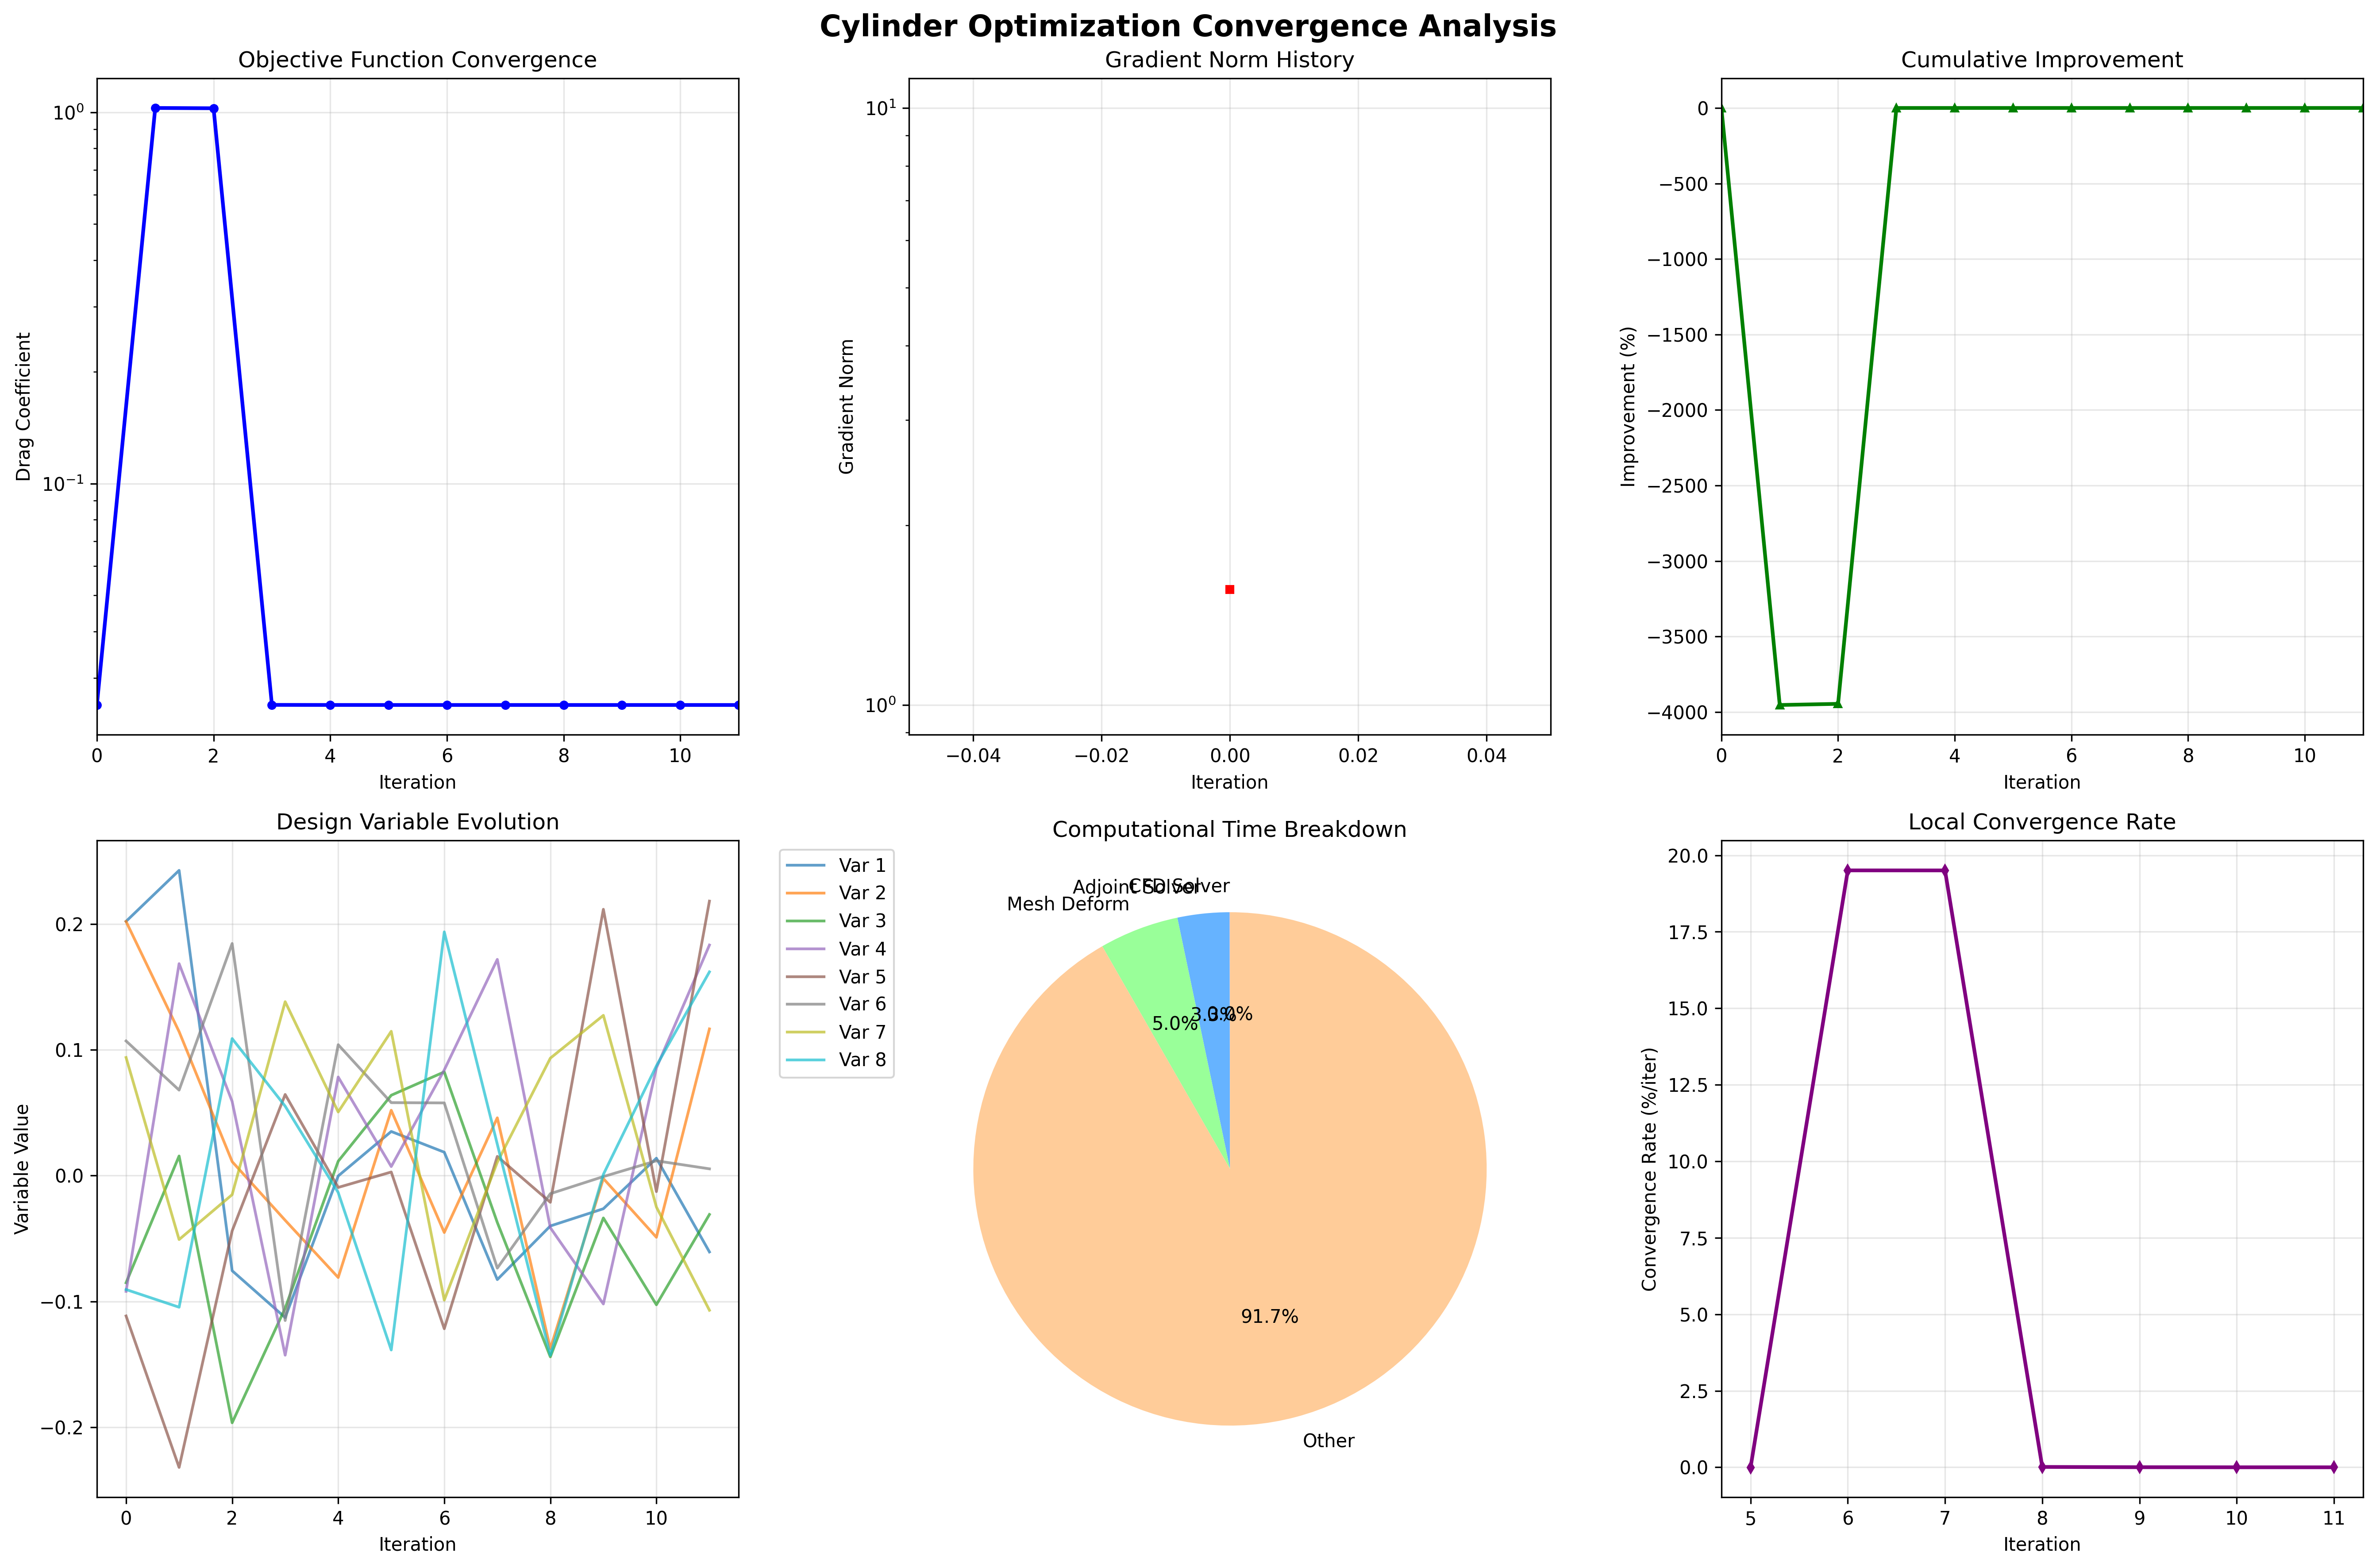 Cylinder Optimization Convergence Analysis
Objective Function Convergence
10⁰
10⁻¹
Drag Coefficient
0 2 4 6 8 10
Iteration
Gradient Norm History
10¹
10⁰
Gradient Norm
−0.04 −0.02 0.00 0.02 0.04
Iteration
Cumulative Improvement
0
−500
−1000
−1500
−2000
−2500
−3000
−3500
−4000
Improvement (%)
0 2 4 6 8 10
Iteration
Design Variable Evolution
0.2
0.1
0.0
−0.1
−0.2
Variable Value
0 2 4 6 8 10
Iteration
Var 1
Var 2
Var 3
Var 4
Var 5
Var 6
Var 7
Var 8
Computational Time Breakdown
CFD Solver
Adjoint Solver
Mesh Deform
Other
0.0%
3.3%
5.0%
91.7%
Local Convergence Rate
20.0
17.5
15.0
12.5
10.0
7.5
5.0
2.5
0.0
Convergence Rate (%/iter)
5 6 7 8 9 10 11
Iteration